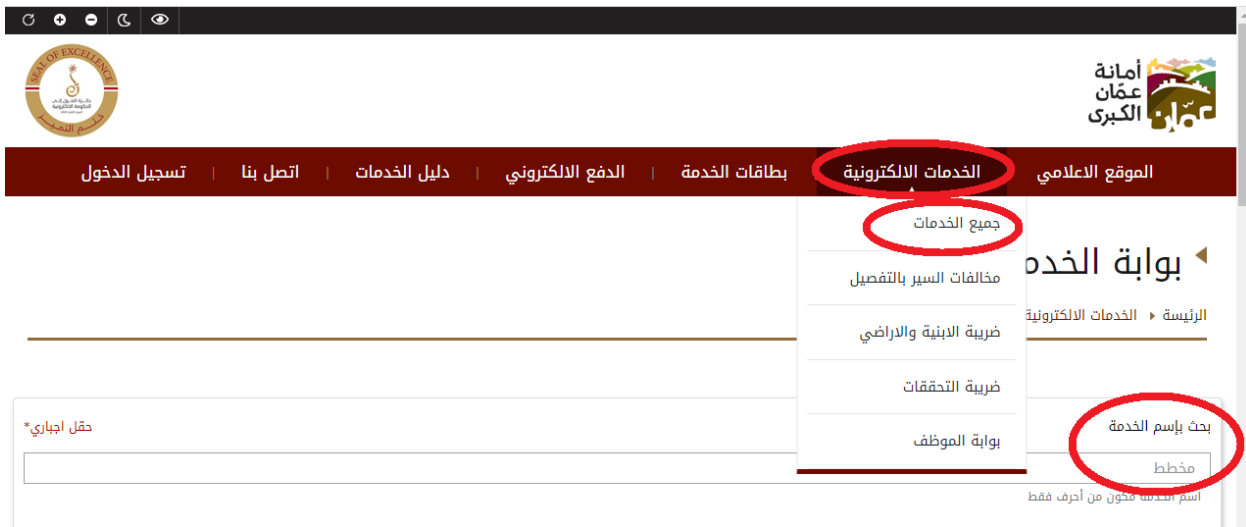 SEAL OF EXCELLENCE
ختم التميز
أمانة
عمّان
الكبرى
عمّان
الموقع الاعلامي
الخدمات الالكترونية
بطاقات الخدمة
الدفع الالكتروني
دليل الخدمات
اتصل بنا
تسجيل الدخول
جميع الخدمات
مخالفات السير بالتفصيل
ضريبة الابنية والاراضي
ضريبة التحققات
بوابة الموظف
بوابة الخدم
الرئيسة
الخدمات الالكترونية
بحث بإسم الخدمة
حقل اجباري*
مخطط
اسم الخدمة مكون من أحرف فقط